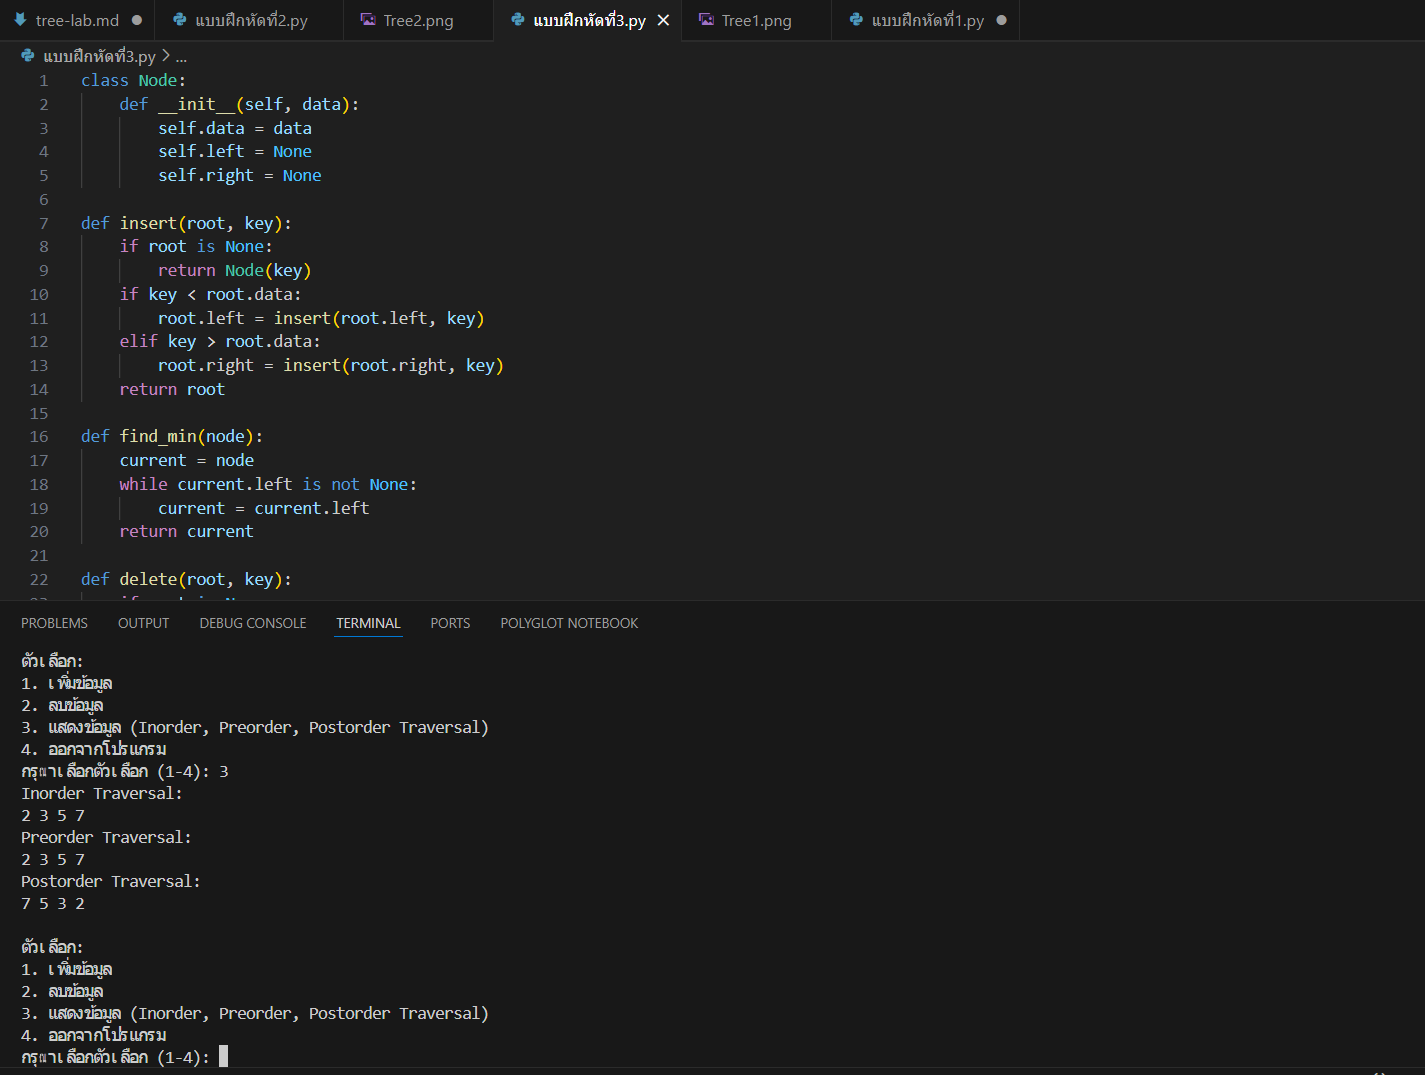 tree-lab.md
แบบฝึกหัดที่2.py
Tree2.png
แบบฝึกหัดที่3.py
Tree1.png
แบบฝึกหัดที่1.py
แบบฝึกหัดที่3.py > ...
1 class Node:
2 def __init__(self, data):
3 self.data = data
4 self.left = None
5 self.right = None
6
7 def insert(root, key):
8 if root is None:
9 return Node(key)
10 if key < root.data:
11 root.left = insert(root.left, key)
12 elif key > root.data:
13 root.right = insert(root.right, key)
14 return root
15
16 def find_min(node):
17 current = node
18 while current.left is not None:
19 current = current.left
20 return current
21
22 def delete(root, key):
PROBLEMS OUTPUT DEBUG CONSOLE TERMINAL PORTS POLYGLOT NOTEBOOK
ตัวเลือก:
1. เพิ่มข้อมูล
2. ลบข้อมูล
3. แสดงข้อมูล (Inorder, Preorder, Postorder Traversal)
4. ออกจากโปรแกรม
กรุณาเลือกตัวเลือก (1-4): 3
Inorder Traversal:
2 3 5 7
Preorder Traversal:
2 3 5 7
Postorder Traversal:
7 5 3 2
ตัวเลือก:
1. เพิ่มข้อมูล
2. ลบข้อมูล
3. แสดงข้อมูล (Inorder, Preorder, Postorder Traversal)
4. ออกจากโปรแกรม
กรุณาเลือกตัวเลือก (1-4):